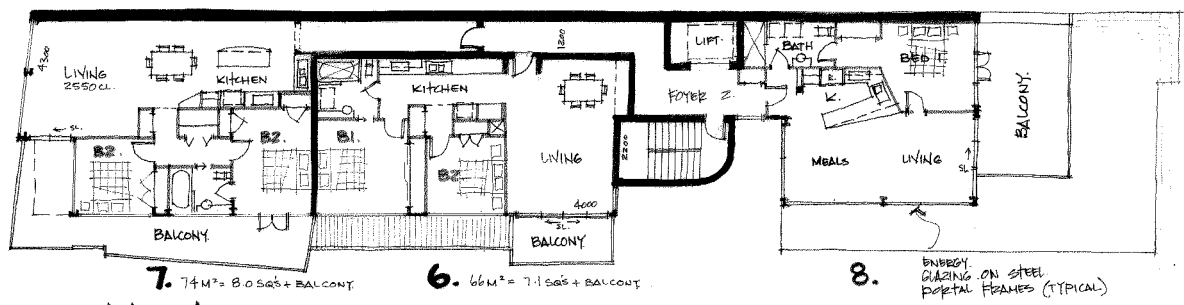 4300
LIVING
2550 CL.
KITCHEN
SL.
B2.
B2.
BALCONY.
7. 74M² = 8.0 SQ'S + BALCONY
B1.
KITCHEN
B2
LIVING
4000
SL.
BALCONY.
6. 66M² = 7.1 SQ'S + BALCONY.
1200
LIFT.
FOYER 2.
DOWN
BATH
BED 1.
R.
K.
MEALS
LIVING
SL
BALCONY.
8.
ENERGY.
GLAZING ON STEEL
PORTAL FRAMES (TYPICAL)